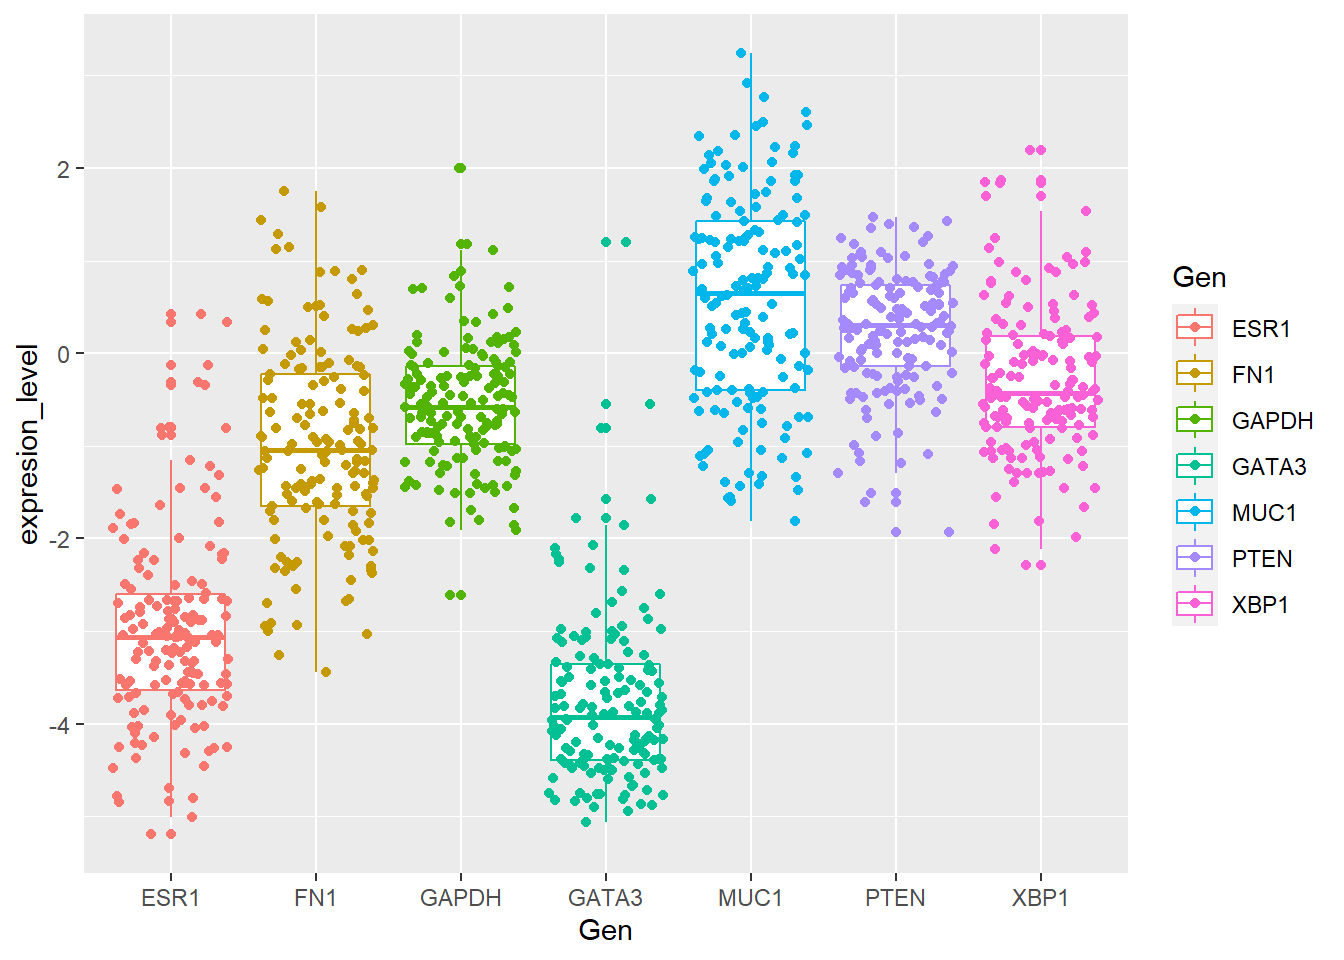 expresion_level
2
0
-2
-4
ESR1 FN1 GAPDH GATA3 MUC1 PTEN XBP1
Gen
Gen
ESR1
FN1
GAPDH
GATA3
MUC1
PTEN
XBP1